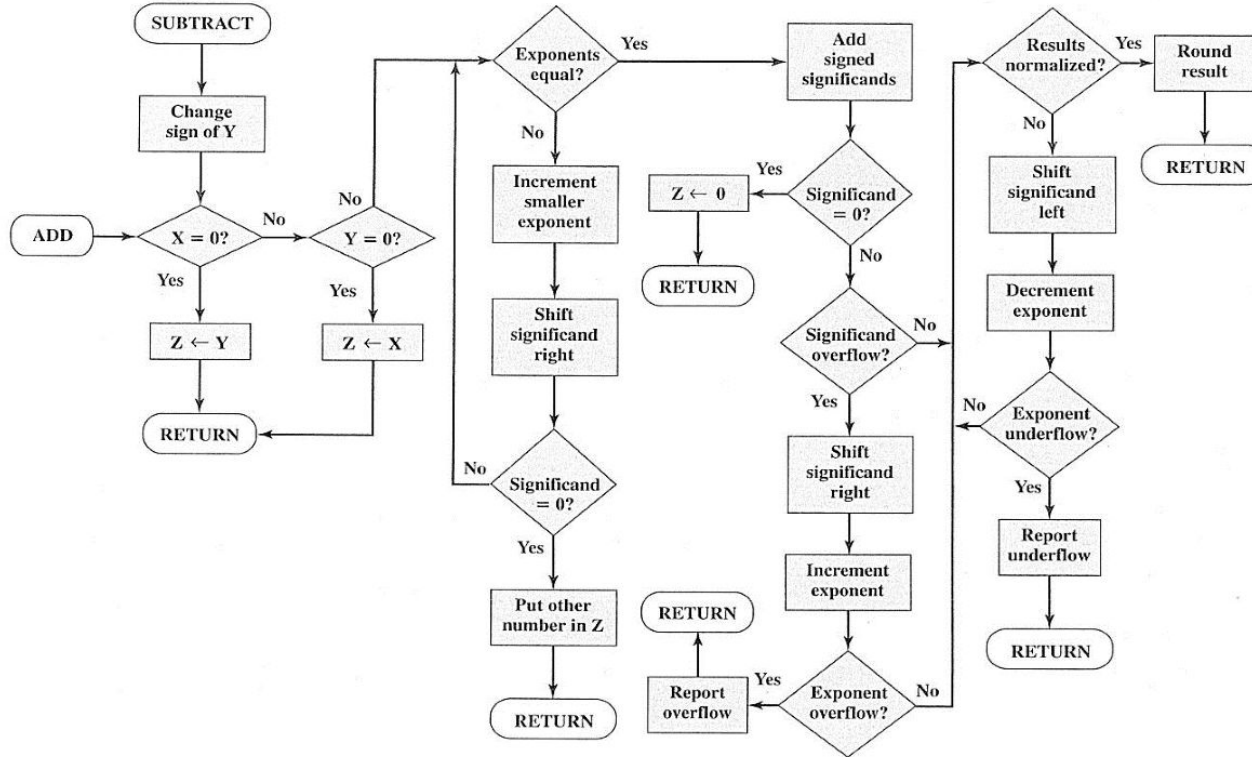 SUBTRACT
Change
sign of Y
ADD
X = 0?
No
Yes
Z ← Y
RETURN
Y = 0?
No
Yes
Z ← X
Exponents
equal?
Yes
No
Increment
smaller
exponent
Shift
significand
right
Significand
= 0?
No
Yes
Put other
number in Z
RETURN
Add
signed
significands
Significand
= 0?
Yes
Z ← 0
RETURN
No
Significand
overflow?
No
Yes
Shift
significand
right
Increment
exponent
Exponent
overflow?
Yes
Report
overflow
RETURN
No
Results
normalized?
Yes
Round
result
RETURN
No
Shift
significand
left
Decrement
exponent
Exponent
underflow?
No
Yes
Report
underflow
RETURN